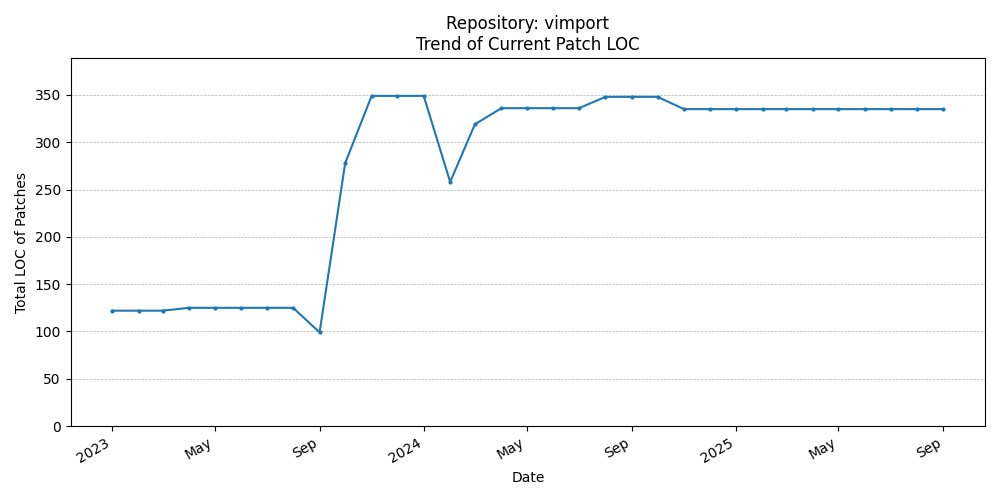 Repository: vimport
Trend of Current Patch LOC
Total LOC of Patches
350
300
250
200
150
100
50
0
2023
May
Sep
2024
May
Sep
2025
May
Sep
Date